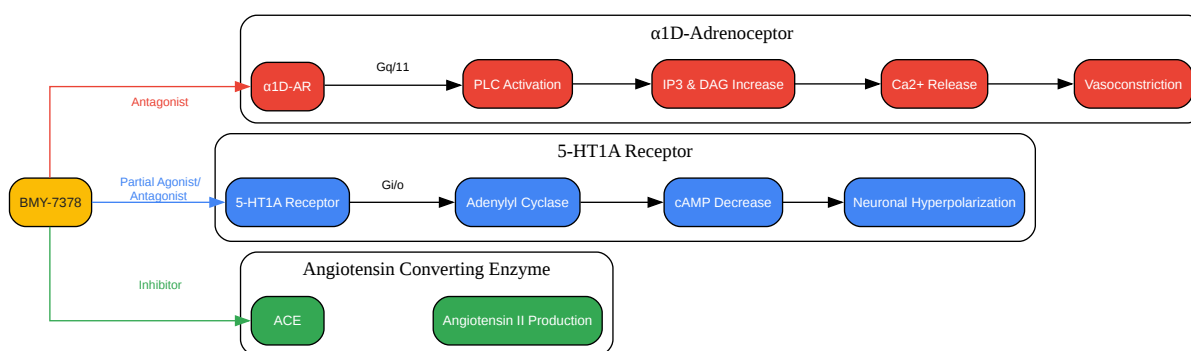 α1D-Adrenoceptor
Antagonist
α1D-AR
Gq/11
PLC Activation
IP3 & DAG Increase
Ca2+ Release
Vasoconstriction
5-HT1A Receptor
BMY-7378
Partial Agonist/
Antagonist
5-HT1A Receptor
Gi/o
Adenylyl Cyclase
cAMP Decrease
Neuronal Hyperpolarization
Angiotensin Converting Enzyme
Inhibitor
ACE
Angiotensin II Production